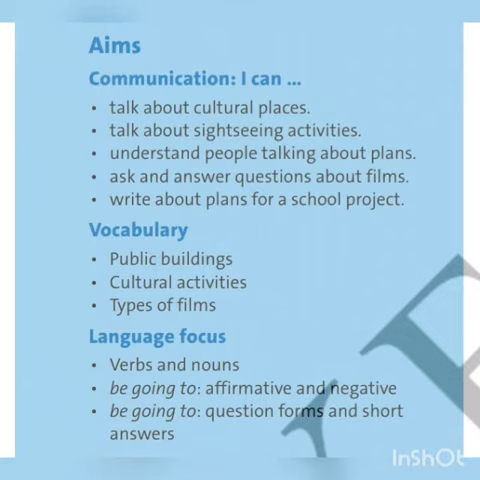 Aims
Communication: I can ...
• talk about cultural places.
• talk about sightseeing activities.
• understand people talking about plans.
• ask and answer questions about films.
• write about plans for a school project.
Vocabulary
• Public buildings
• Cultural activities
• Types of films
Language focus
• Verbs and nouns
• be going to: affirmative and negative
• be going to: question forms and short
answers
InShOt